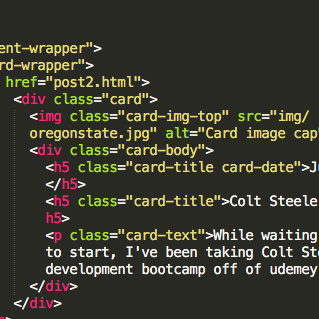 ent-wrapper">
rd-wrapper">
href="post2.html">
<div class="card">
<img class="card-img-top" src="img/
oregonstate.jpg" alt="Card image cap
<div class="card-body">
<h5 class="card-title card-date">J
</h5>
<h5 class="card-title">Colt Steele
h5>
<p class="card-text">While waiting
to start, I've been taking Colt St
development bootcamp off of udemey
</div>
</div>